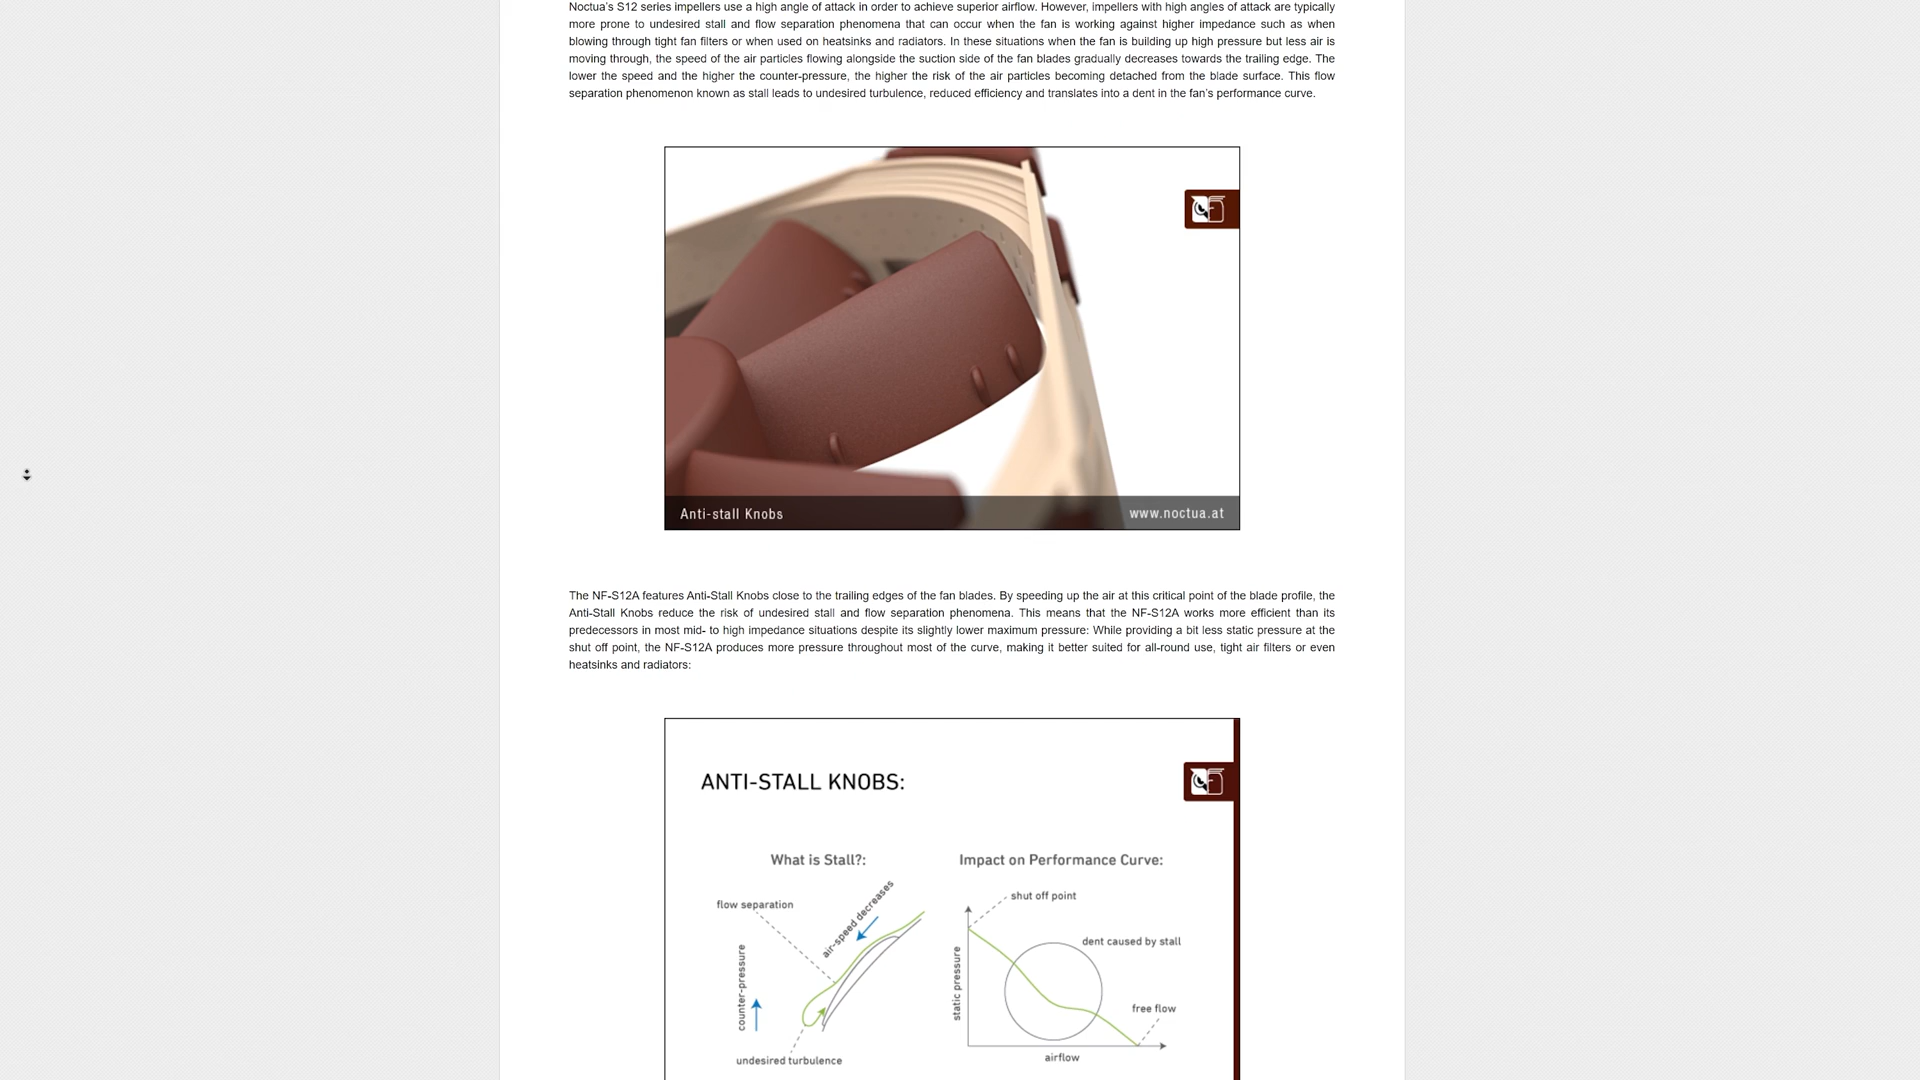 Noctua’s S12 series impellers use a high angle of attack in order to achieve superior airflow. However, impellers with high angles of attack are typically
more prone to undesired stall and flow separation phenomena that can occur when the fan is working against higher impedance such as when
blowing through tight fan filters or when used on heatsinks and radiators. In these situations when the fan is building up high pressure but less air is
moving through, the speed of the air particles flowing alongside the suction side of the fan blades gradually decreases towards the trailing edge. The
lower the speed and the higher the counter-pressure, the higher the risk of the air particles becoming detached from the blade surface. This flow
separation phenomenon known as stall leads to undesired turbulence, reduced efficiency and translates into a dent in the fan’s performance curve.
Anti-stall Knobs
www.noctua.at
The NF-S12A features Anti-Stall Knobs close to the trailing edges of the fan blades. By speeding up the air at this critical point of the blade profile, the
Anti-Stall Knobs reduce the risk of undesired stall and flow separation phenomena. This means that the NF-S12A works more efficient than its
predecessors in most mid- to high impedance situations despite its slightly lower maximum pressure: While providing a bit less static pressure at the
shut off point, the NF-S12A produces more pressure throughout most of the curve, making it better suited for all-round use, tight air filters or even
heatsinks and radiators:
ANTI-STALL KNOBS:
What is Stall?:
flow separation
air-speed decreases
counter-pressure
undesired turbulence
Impact on Performance Curve:
shut off point
dent caused by stall
static pressure
free flow
airflow